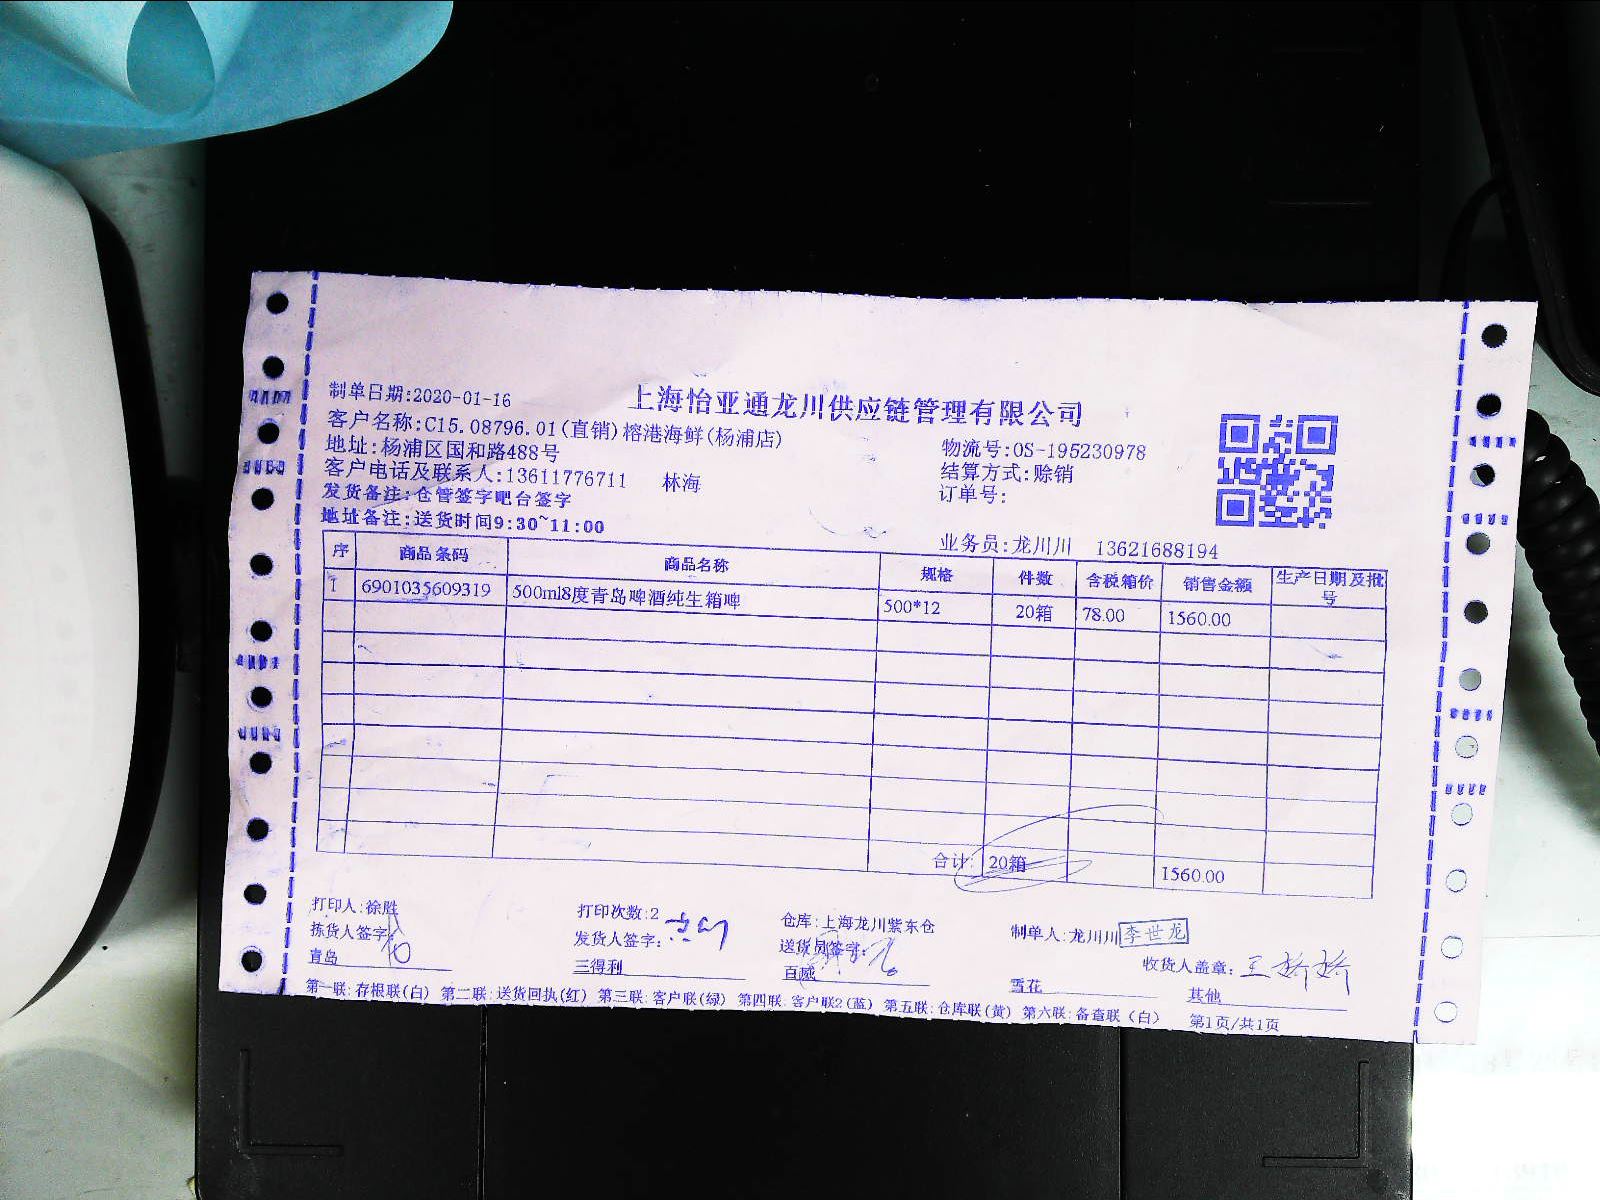 制单日期:2020-01-16
上海怡亚通龙川供应链管理有限公司
客户名称:C15.08796.01(直销)榕港海鲜(杨浦店)
地址:杨浦区国和路488号
物流号:OS-195230978
客户电话及联系人:13611776711 林海
结算方式:赊销
发货备注:仓管签字吧台签字
订单号:
地址备注:送货时间9:30~11:00
业务员:龙川川 13621688194
序 商品条码 商品名称 规格 件数 含税箱价 销售金额 生产日期及批号
1 6901035609319 500ml8度青岛啤酒纯生箱啤 500*12 20箱 78.00 1560.00
合计: 20箱 1560.00
打印人:徐胜 打印次数:2 仓库:上海龙川紫东仓 制单人:龙川川 李世龙
拣货人签字: 发货人签字: 送货员签字: 收货人盖章:王娇娇
青岛 三得利 百威 雪花 其他
第一联:存根联(白) 第二联:送货回执(红) 第三联:客户联(绿) 第四联:客户联2(蓝) 第五联:仓库联(黄) 第六联:备查联(白) 第1页/共1页